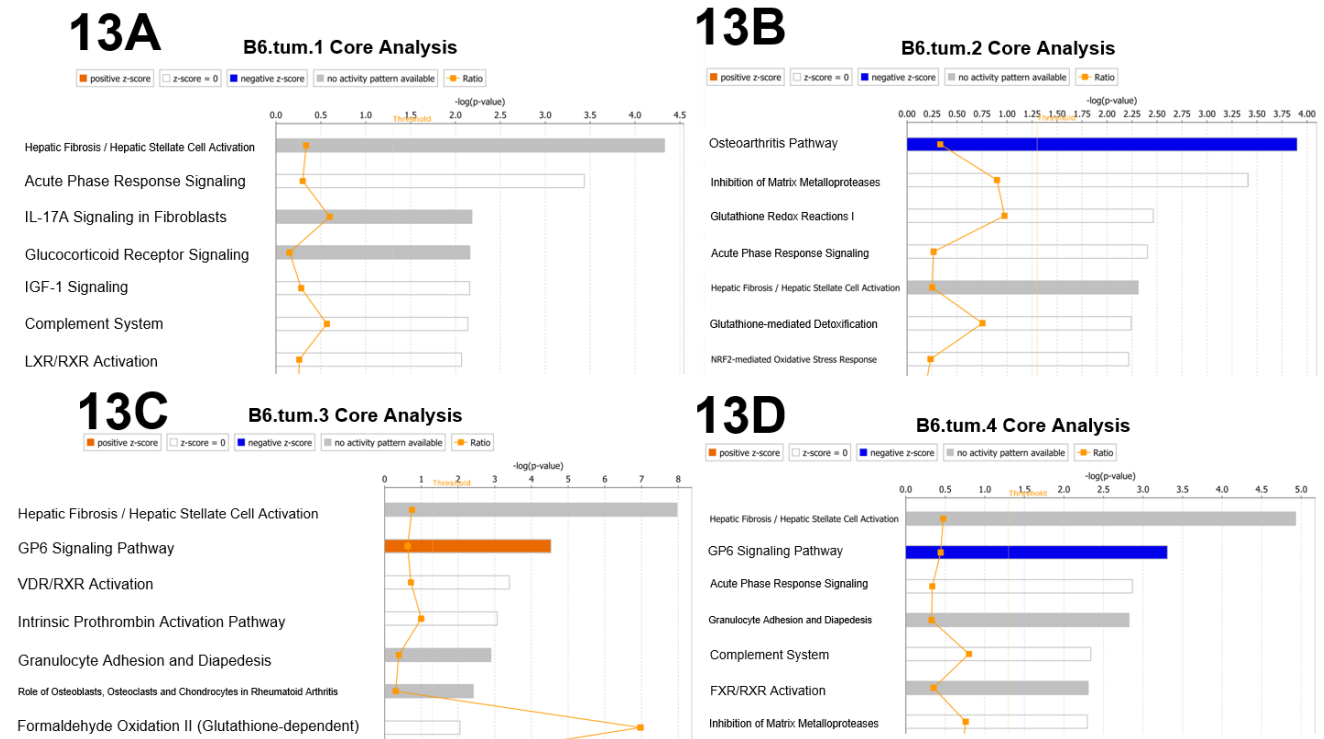 13A
B6.tum.1 Core Analysis
positive z-score z-score = 0 negative z-score no activity pattern available Ratio
-log(p-value)
0.0 0.5 1.0 1.5 2.0 2.5 3.0 3.5 4.0 4.5
Threshold
Hepatic Fibrosis / Hepatic Stellate Cell Activation
Acute Phase Response Signaling
IL-17A Signaling in Fibroblasts
Glucocorticoid Receptor Signaling
IGF-1 Signaling
Complement System
LXR/RXR Activation
13B
B6.tum.2 Core Analysis
positive z-score z-score = 0 negative z-score no activity pattern available Ratio
-log(p-value)
0.00 0.25 0.50 0.75 1.00 1.25 1.50 1.75 2.00 2.25 2.50 2.75 3.00 3.25 3.50 3.75 4.00
Threshold
Osteoarthritis Pathway
Inhibition of Matrix Metalloproteases
Glutathione Redox Reactions I
Acute Phase Response Signaling
Hepatic Fibrosis / Hepatic Stellate Cell Activation
Glutathione-mediated Detoxification
NRF2-mediated Oxidative Stress Response
13C
B6.tum.3 Core Analysis
positive z-score z-score = 0 negative z-score no activity pattern available Ratio
-log(p-value)
0 1 2 3 4 5 6 7 8
Threshold
Hepatic Fibrosis / Hepatic Stellate Cell Activation
GP6 Signaling Pathway
VDR/RXR Activation
Intrinsic Prothrombin Activation Pathway
Granulocyte Adhesion and Diapedesis
Role of Osteoblasts, Osteoclasts and Chondrocytes in Rheumatoid Arthritis
Formaldehyde Oxidation II (Glutathione-dependent)
13D
B6.tum.4 Core Analysis
positive z-score z-score = 0 negative z-score no activity pattern available Ratio
-log(p-value)
0.0 0.5 1.0 1.5 2.0 2.5 3.0 3.5 4.0 4.5 5.0
Threshold
Hepatic Fibrosis / Hepatic Stellate Cell Activation
GP6 Signaling Pathway
Acute Phase Response Signaling
Granulocyte Adhesion and Diapedesis
Complement System
FXR/RXR Activation
Inhibition of Matrix Metalloproteases